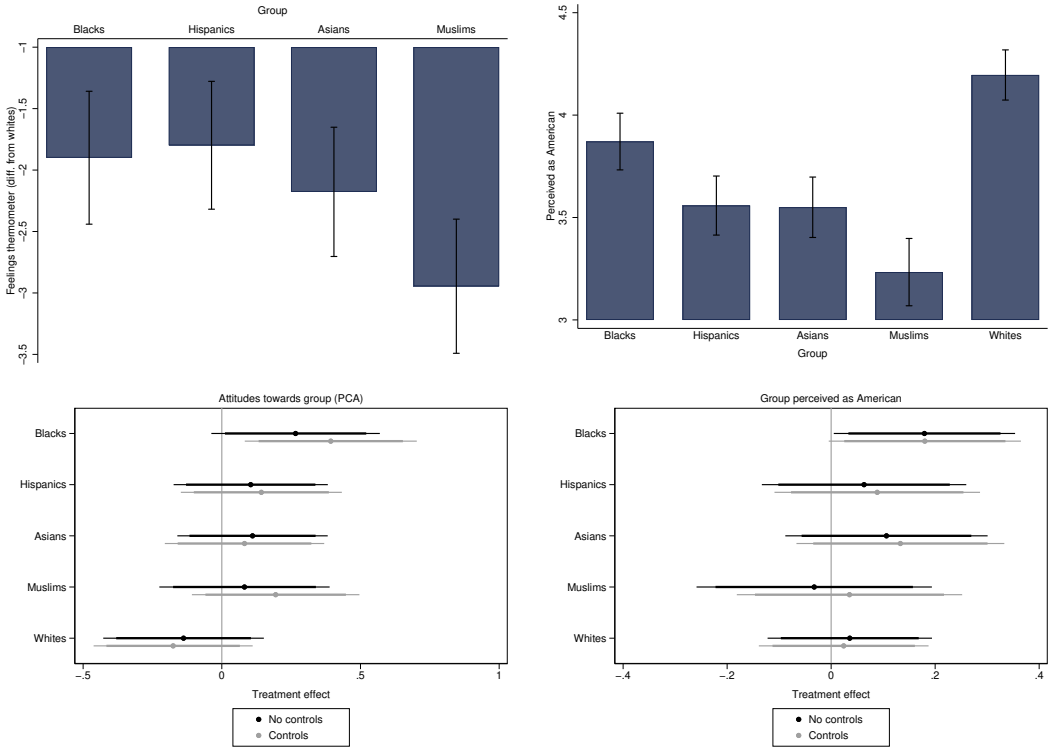 Group
Blacks Hispanics Asians Muslims
Feelings thermometer (diff. from whites)
−1
−1.5
−2
−2.5
−3
−3.5
Perceived as American
4.5
4
3.5
3
Blacks Hispanics Asians Muslims Whites
Group
Attitudes towards group (PCA)
Blacks
Hispanics
Asians
Muslims
Whites
−.5 0 .5 1
Treatment effect
No controls
Controls
Group perceived as American
Blacks
Hispanics
Asians
Muslims
Whites
−.4 −.2 0 .2 .4
Treatment effect
No controls
Controls